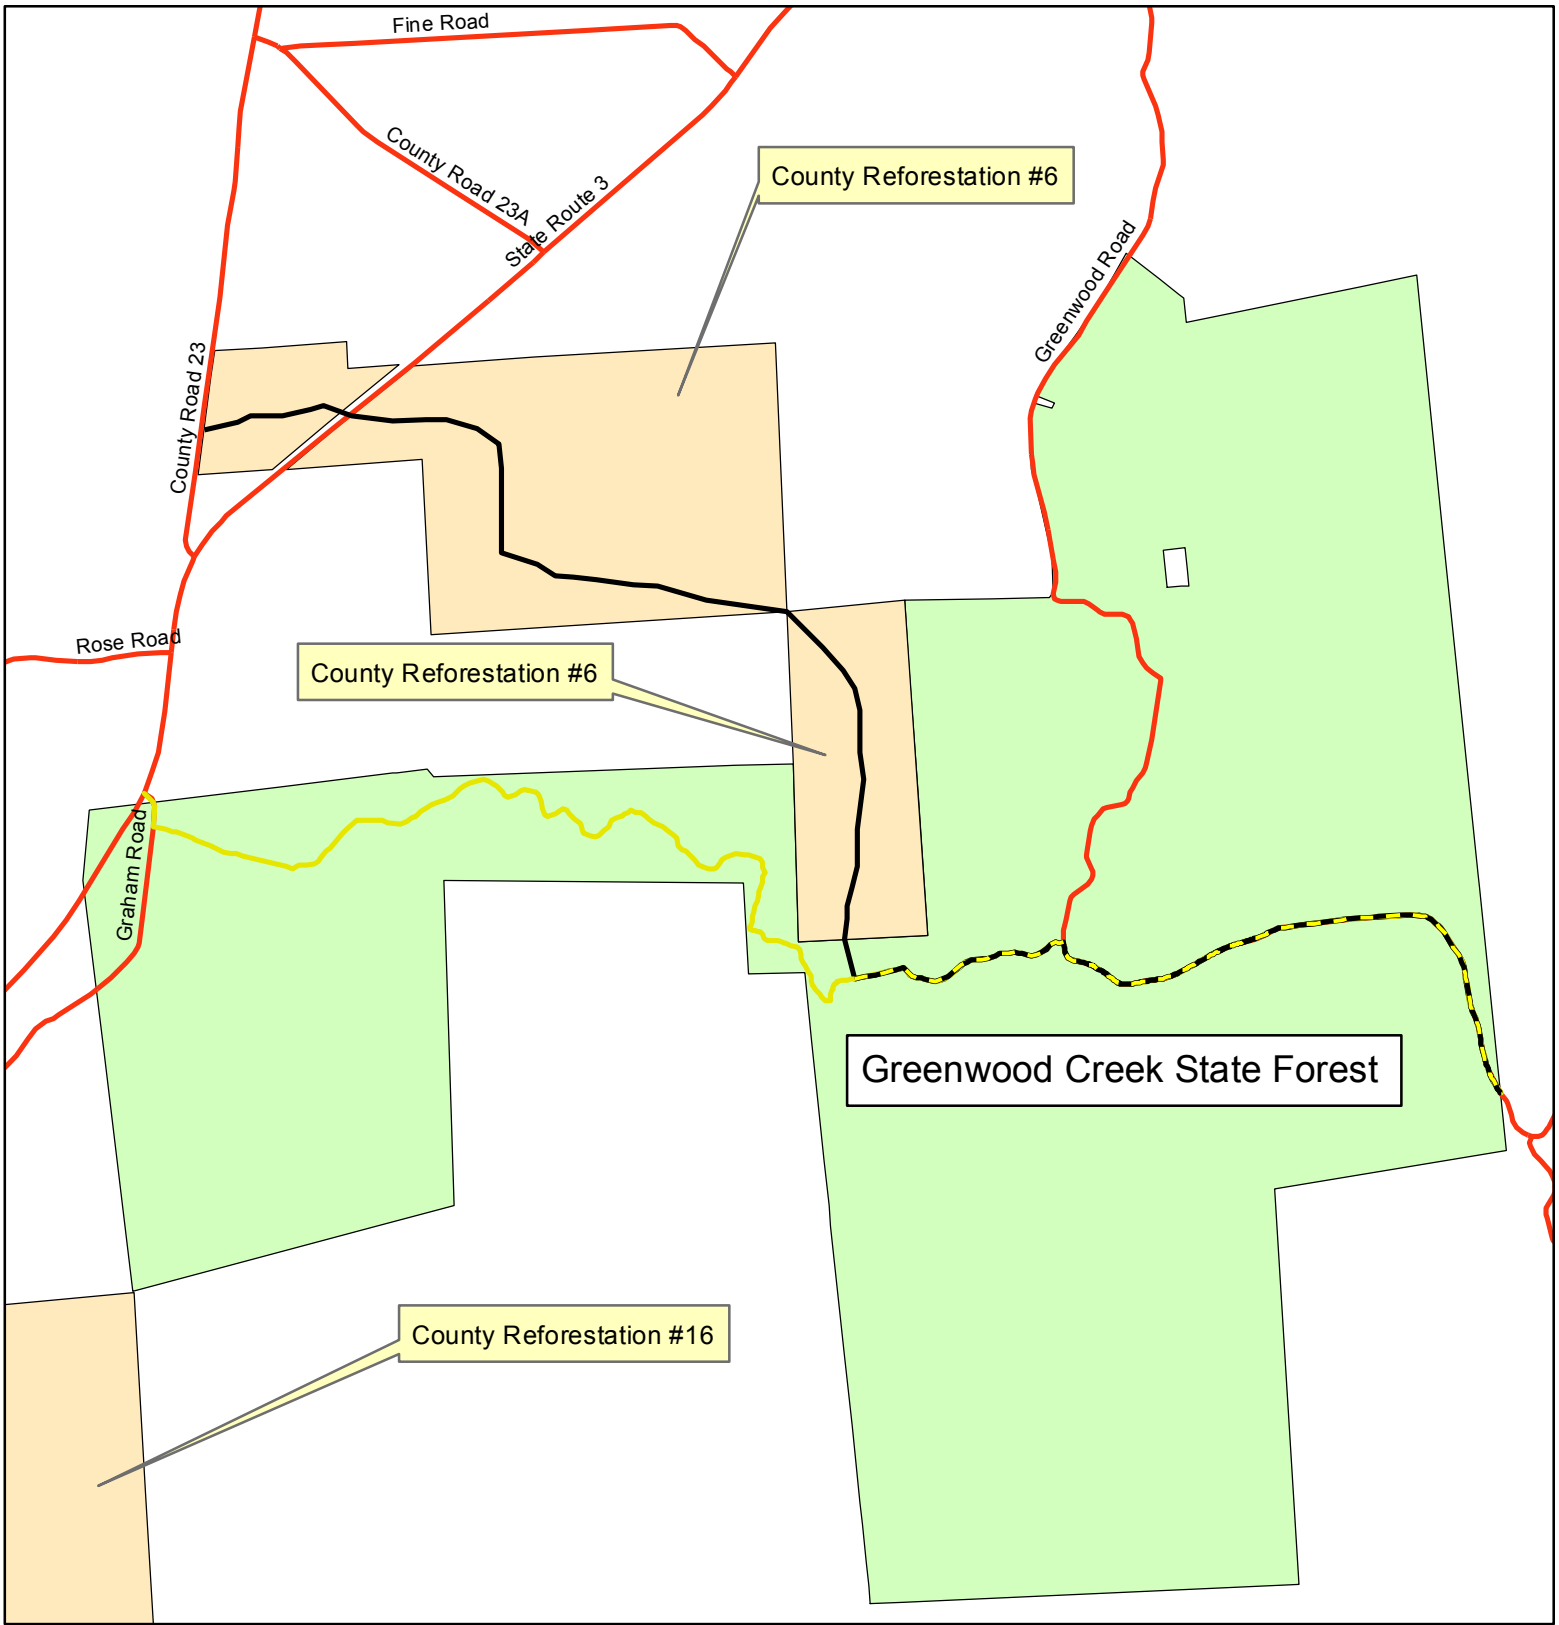 Fine Road
County Road 23A
State Route 3
County Reforestation #6
Greenwood Road
County Road 23
Rose Road
County Reforestation #6
Graham Road
Greenwood Creek State Forest
County Reforestation #16